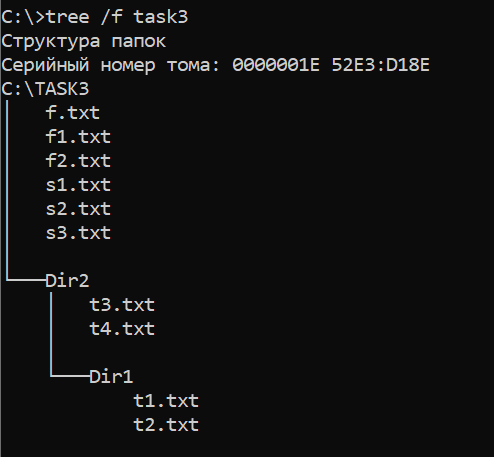 C:\>tree /f task3
Структура папок
Серийный номер тома: 0000001E 52E3:D18E
C:\TASK3
│   f.txt
│   f1.txt
│   f2.txt
│   s1.txt
│   s2.txt
│   s3.txt
│
└───Dir2
    │   t3.txt
    │   t4.txt
    │
    └───Dir1
            t1.txt
            t2.txt